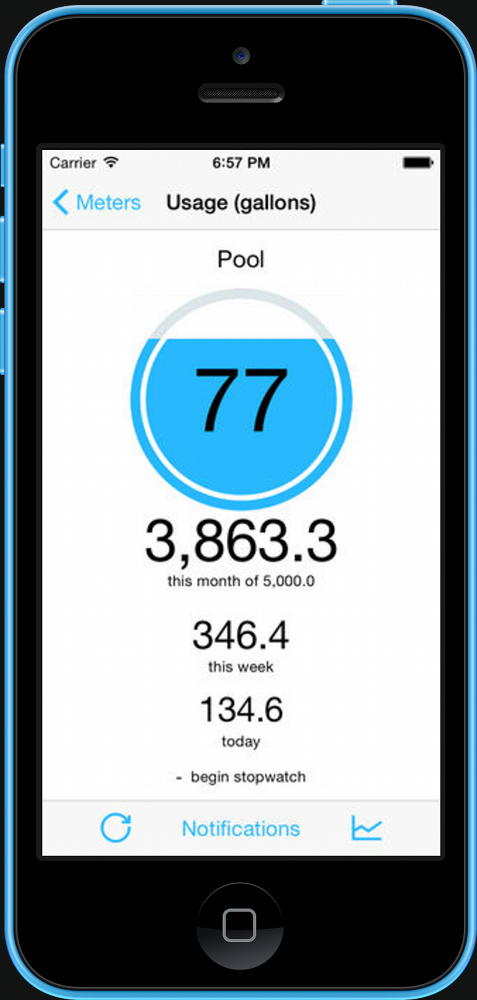 Carrier 6:57 PM
Meters Usage (gallons)
Pool
77
3,863.3
this month of 5,000.0
346.4
this week
134.6
today
- begin stopwatch
Notifications